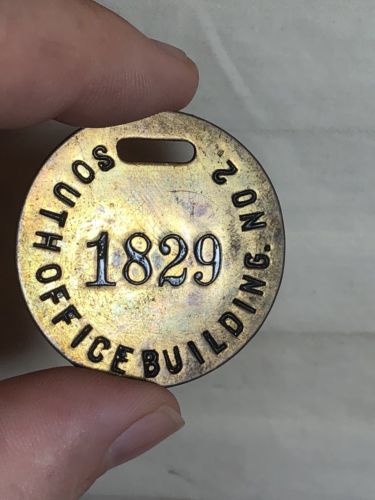 SOUTH OFFICE BUILDING. NO 2
1829